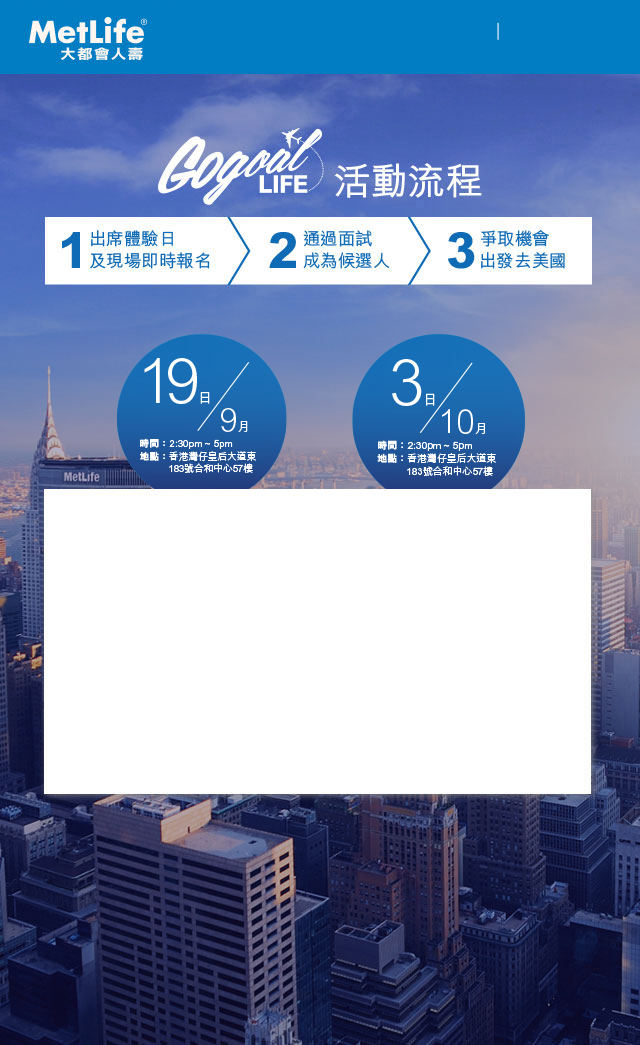 MetLife®
大都會人壽
Gogoal
LIFE
活動流程
1
出席體驗日
及現場即時報名
2
通過面試
成為候選人
3
爭取機會
出發去美國
19日/9月
時間：2:30pm ~ 5pm
地點：香港灣仔皇后大道東
183號合和中心57樓
3日/10月
時間：2:30pm ~ 5pm
地點：香港灣仔皇后大道東
183號合和中心57樓
MetLife